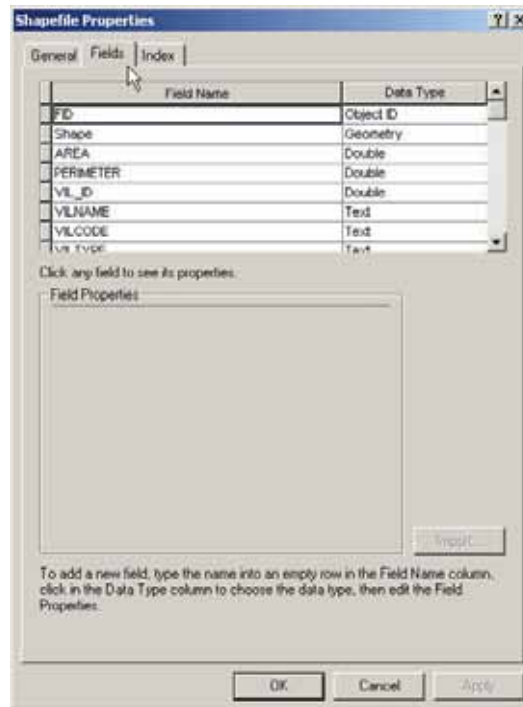 Shapefile Properties
General Fields Index
Field Name Data Type
FID Object ID
Shape Geometry
AREA Double
PERIMETER Double
VIL_ID Double
VILNAME Text
VILCODE Text
VILTYPE Text
Click any field to see its properties.
Field Properties
Import...
To add a new field, type the name into an empty row in the Field Name column,
click in the Data Type column to choose the data type, then edit the Field
Properties.
OK Cancel Apply